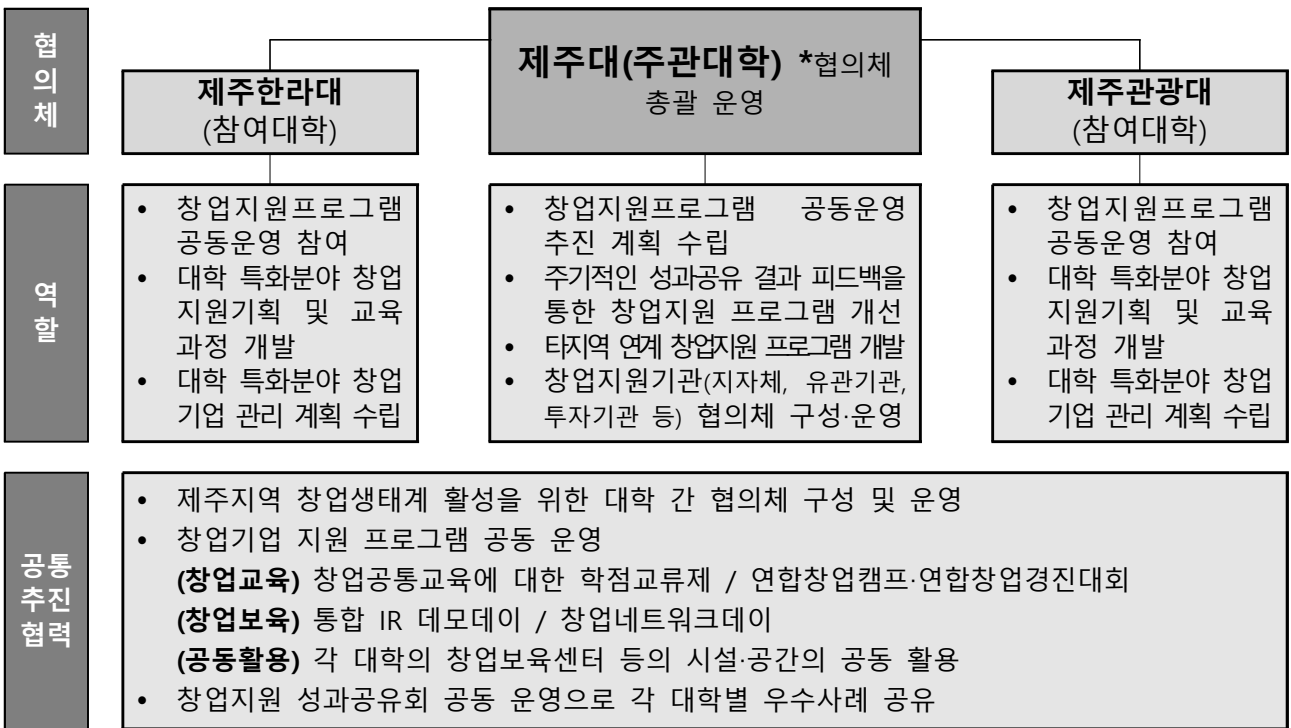 협
의
체
제주한라대
(참여대학)
제주대(주관대학) *협의체
총괄 운영
제주관광대
(참여대학)
역
할
• 창업지원프로그램
공동운영 참여
• 대학 특화분야 창업
지원기획 및 교육
과정 개발
• 대학 특화분야 창업
기업 관리 계획 수립
• 창업지원프로그램 공동운영
추진 계획 수립
• 주기적인 성과공유 결과 피드백을
통한 창업지원 프로그램 개선
• 타지역 연계 창업지원 프로그램 개발
• 창업지원기관(지자체, 유관기관,
투자기관 등) 협의체 구성·운영
• 창업지원프로그램
공동운영 참여
• 대학 특화분야 창업
지원기획 및 교육
과정 개발
• 대학 특화분야 창업
기업 관리 계획 수립
공통
추진
협력
• 제주지역 창업생태계 활성을 위한 대학 간 협의체 구성 및 운영
• 창업기업 지원 프로그램 공동 운영
(창업교육) 창업공통교육에 대한 학점교류제 / 연합창업캠프·연합창업경진대회
(창업보육) 통합 IR 데모데이 / 창업네트워크데이
(공동활용) 각 대학의 창업보육센터 등의 시설·공간의 공동 활용
• 창업지원 성과공유회 공동 운영으로 각 대학별 우수사례 공유